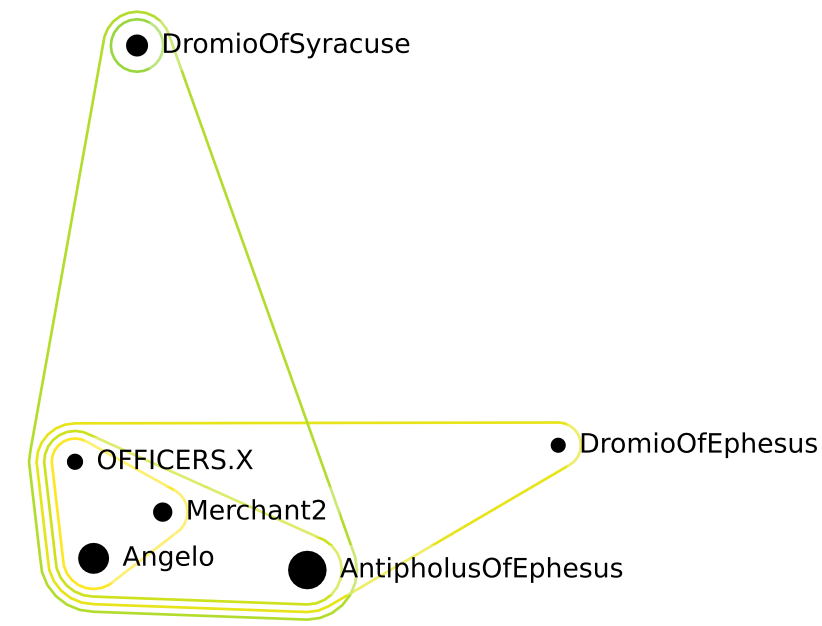 DromioOfSyracuse
DromioOfEphesus
OFFICERS.X
Merchant2
Angelo
AntipholusOfEphesus